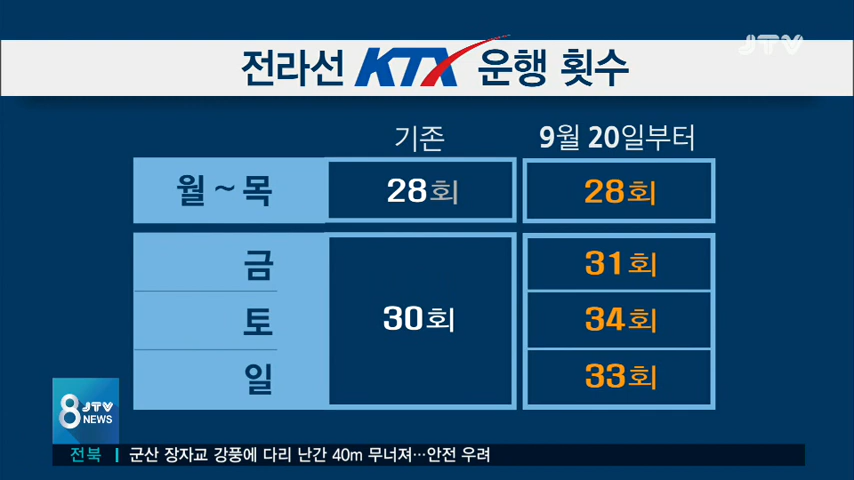 JTV
전라선 KTX 운행 횟수
기존 9월 20일부터
월~목 28회 28회
금 30회 31회
토 34회
일 33회
8 JTV NEWS
전북 군산 장자교 강풍에 다리 난간 40m 무너져…안전 우려